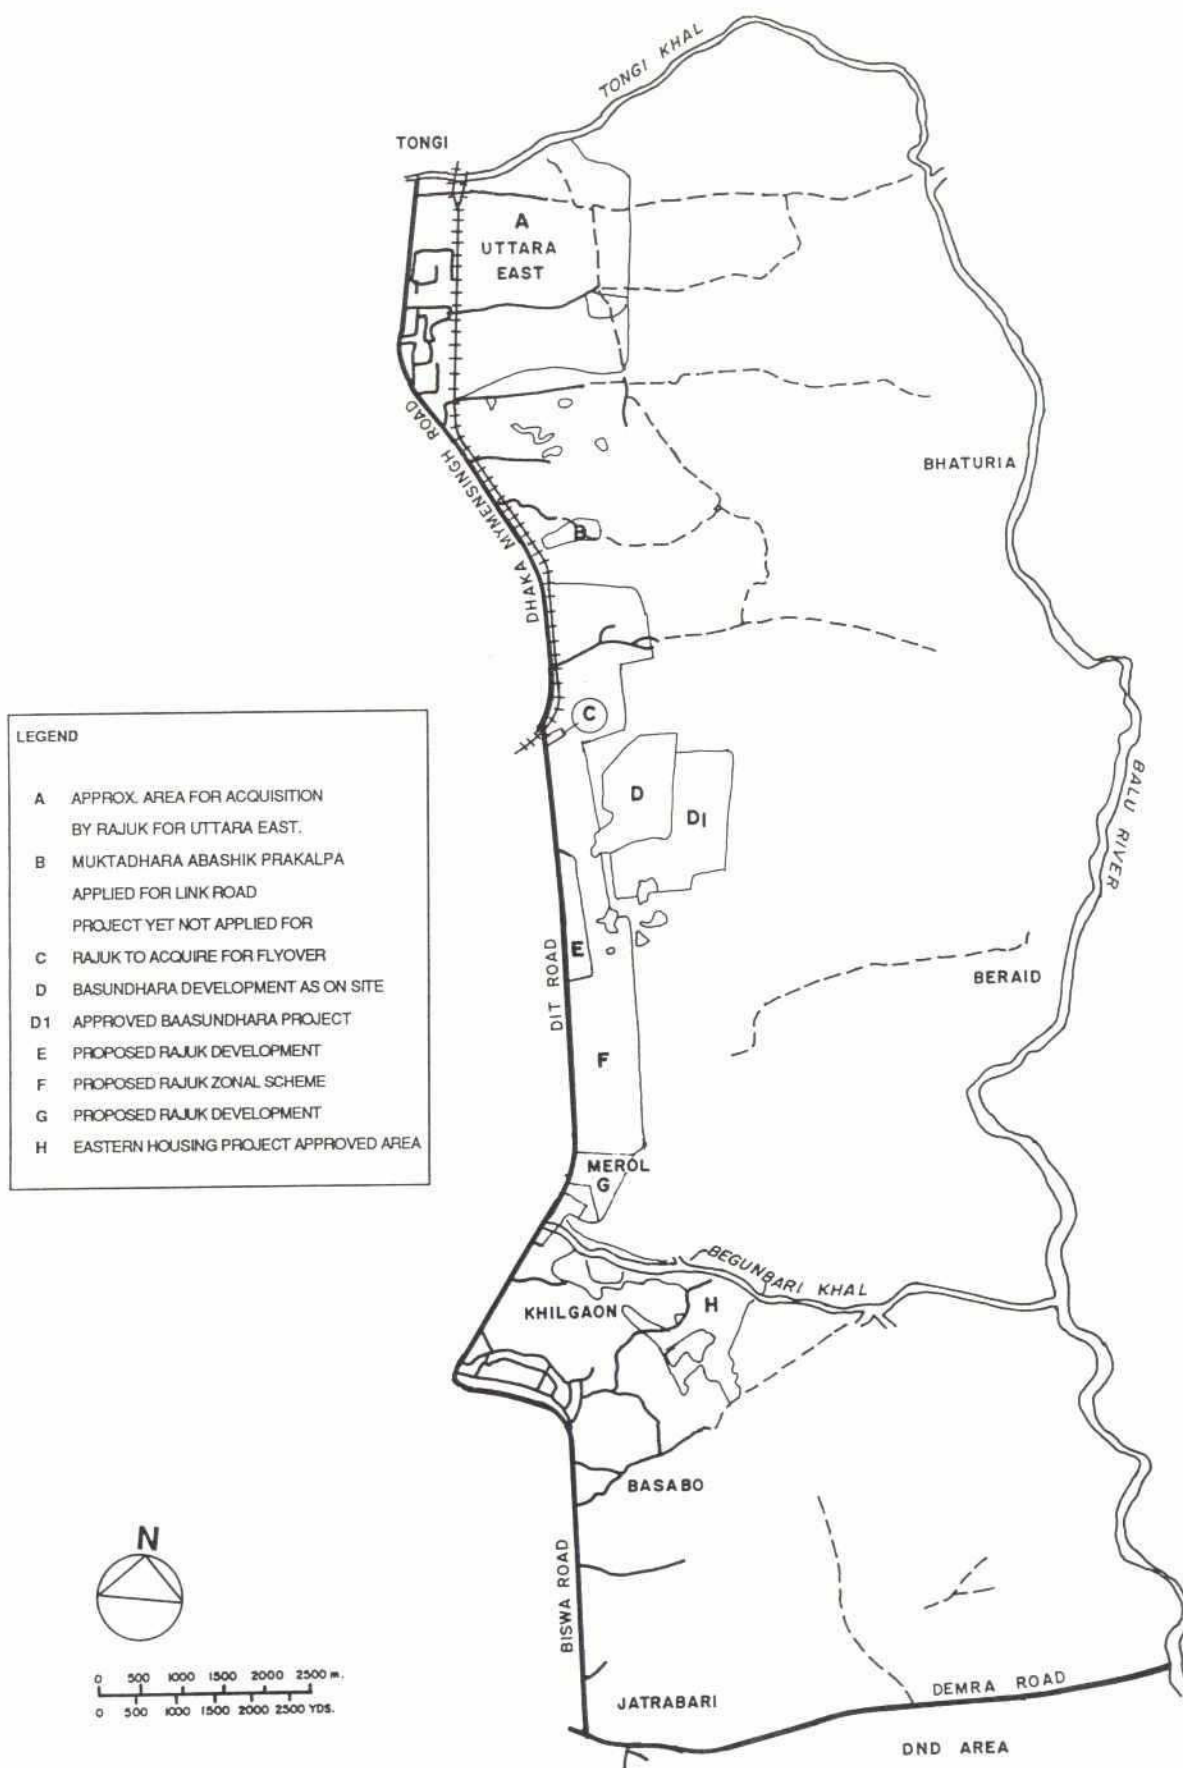 TONGI KHAL
TONGI
A
UTTARA
EAST
DHAKA MYMENSINGH ROAD
BHATURIA
B
C
LEGEND
A APPROX. AREA FOR ACQUISITION
BY RAJUK FOR UTTARA EAST.
B MUKTADHARA ABASHIK PRAKALPA
APPLIED FOR LINK ROAD
PROJECT YET NOT APPLIED FOR
C RAJUK TO ACQUIRE FOR FLYOVER
D BASUNDHARA DEVELOPMENT AS ON SITE
D1 APPROVED BAASUNDHARA PROJECT
E PROPOSED RAJUK DEVELOPMENT
F PROPOSED RAJUK ZONAL SCHEME
G PROPOSED RAJUK DEVELOPMENT
H EASTERN HOUSING PROJECT APPROVED AREA
D
D1
BALU RIVER
E
DIT ROAD
BERAID
F
MEROL
G
BEGUNBARI KHAL
KHILGAON
H
BASABO
N
BISWA ROAD
0 500 1000 1500 2000 2500 m.
0 500 1000 1500 2000 2500 YDS.
JATRABARI
DEMRA ROAD
DND AREA